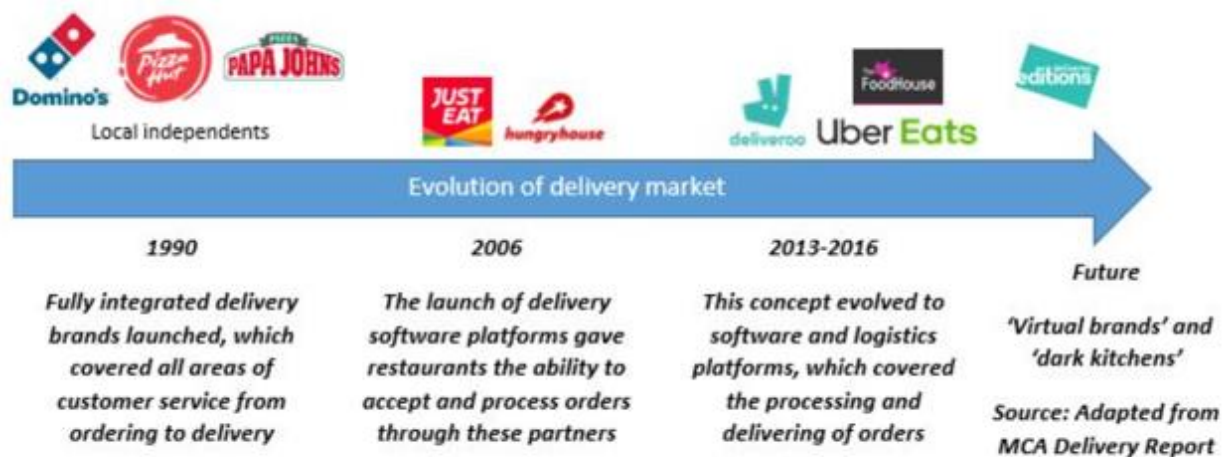 Domino's
Pizza
Hut
PIZZA
PAPA JOHNS
Local independents
JUST
EAT
hungryhouse
deliveroo
The
FoodHouse
Uber Eats
editions
Evolution of delivery market
1990
Fully integrated delivery
brands launched, which
covered all areas of
customer service from
ordering to delivery
2006
The launch of delivery
software platforms gave
restaurants the ability to
accept and process orders
through these partners
2013-2016
This concept evolved to
software and logistics
platforms, which covered
the processing and
delivering of orders
Future
‘Virtual brands’ and
‘dark kitchens’
Source: Adapted from
MCA Delivery Report